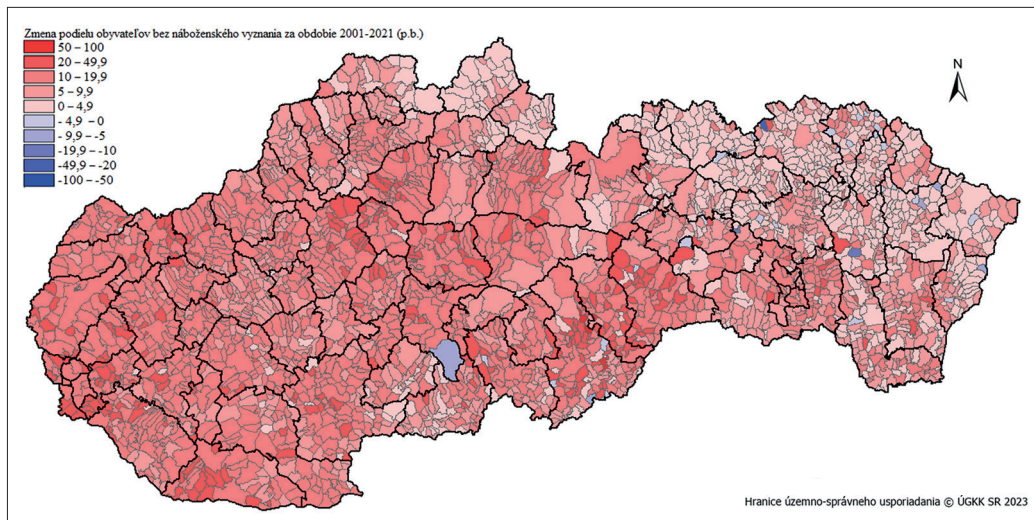 Zmena podielu obyvateľov bez náboženského vyznania za obdobie 2001-2021 (p.b.)
50 – 100
20 – 49,9
10 – 19,9
5 – 9,9
0 – 4,9
- 4,9 – 0
- 9,9 – -5
-19,9 – -10
-49,9 – -20
-100 – -50
N
Hranice územno-správneho usporiadania © ÚGKK SR 2023